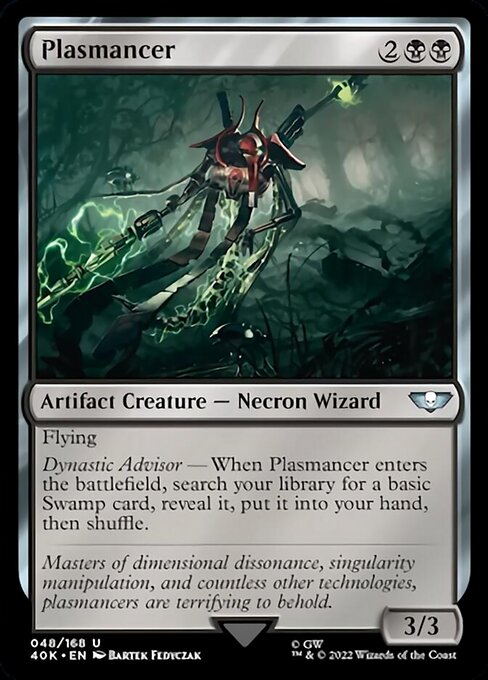 Plasmancer 2
Artifact Creature — Necron Wizard
Flying
Dynastic Advisor — When Plasmancer enters
the battlefield, search your library for a basic
Swamp card, reveal it, put it into your hand,
then shuffle.
Masters of dimensional dissonance, singularity
manipulation, and countless other technologies,
plasmancers are terrifying to behold.
3/3
048/168 U
40K • EN Bartek Fedyczak
© GW
™ & © 2022 Wizards of the Coast